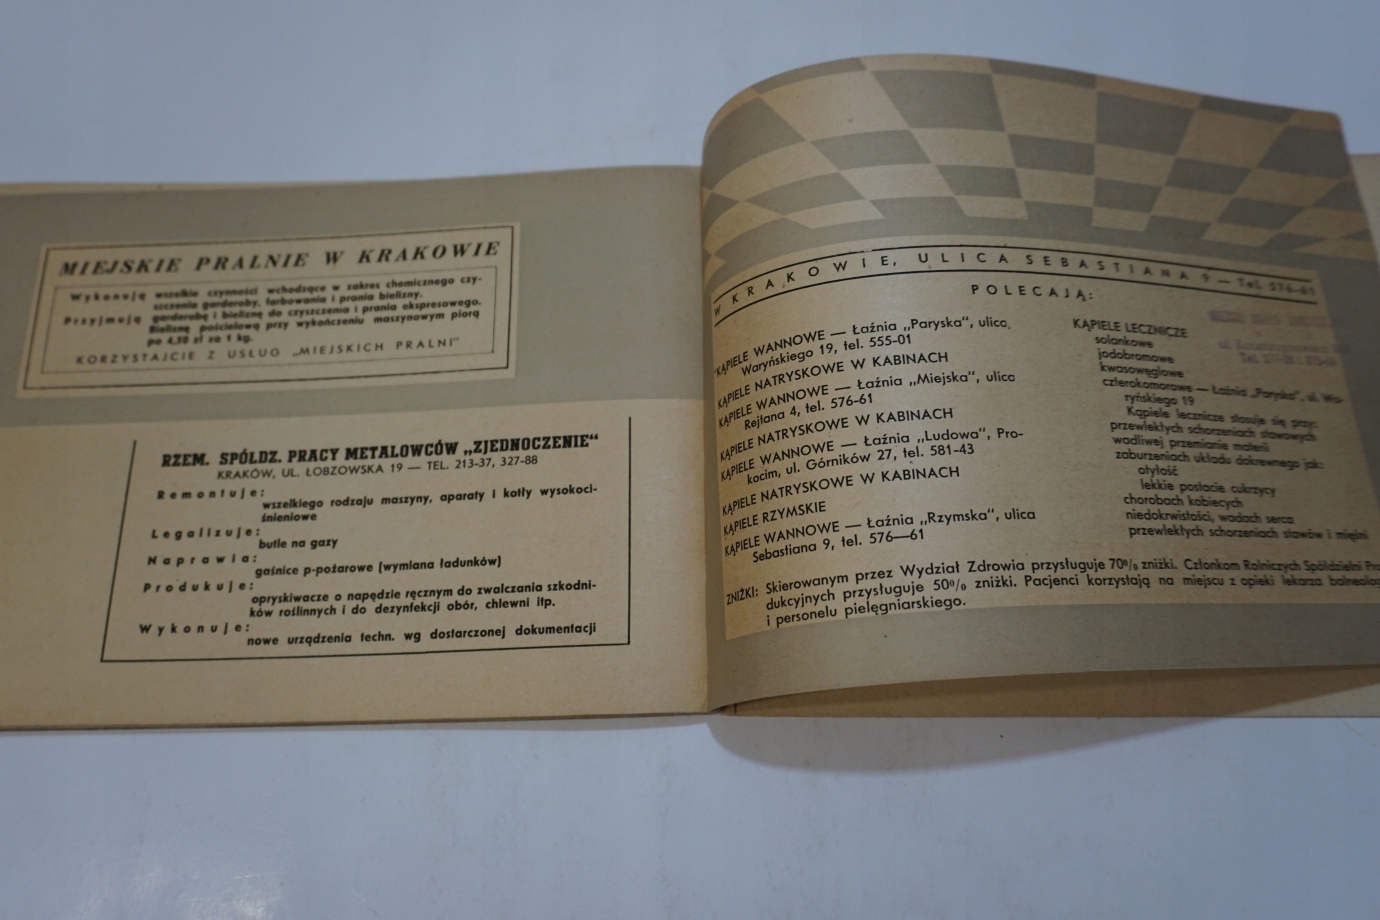 MIEJSKIE PRALNIE W KRAKOWIE
Wykonują wszelkie czynności wchodzące w zakres chemicznego czy-
szczenia garderoby, farbowania i prania bielizny.
Przyjmują garderobę i bieliznę do czyszczenia i prania ekspresowego.
Bieliznę pościelową przy wykończeniu maszynowym piorą
po 4,50 zł za 1 kg.
KORZYSTAJCIE Z USŁUG „MIEJSKICH PRALNI"
RZEM. SPÓŁDZ. PRACY METALOWCÓW „ZJEDNOCZENIE"
KRAKÓW, UL. ŁOBZOWSKA 19 — TEL. 213-37, 327-88
Remontuje:
wszelkiego rodzaju maszyny, aparaty i kotły wysokoci-
śnieniowe
Legalizuje:
butle na gazy
Naprawia:
gaśnice p-pożarowe (wymiana ładunków)
Produkuje:
opryskiwacze o napędzie ręcznym do zwalczania szkodni-
ków roślinnych i do dezynfekcji obór, chlewni itp.
Wykonuje:
nowe urządzenia techn. wg dostarczonej dokumentacji
W KRAKOWIE, ULICA SEBASTIANA 9 — Tel. 576-61
POLECAJĄ:
KĄPIELE WANNOWE — Łaźnia „Paryska", ulica
Waryńskiego 19, tel. 555-01
KĄPIELE NATRYSKOWE W KABINACH
KĄPIELE WANNOWE — Łaźnia „Miejska", ulica
Rejtana 4, tel. 576-61
KĄPIELE NATRYSKOWE W KABINACH
KĄPIELE WANNOWE — Łaźnia „Ludowa", Pro-
kocim, ul. Górników 27, tel. 581-43
KĄPIELE NATRYSKOWE W KABINACH
KĄPIELE RZYMSKIE
KĄPIELE WANNOWE — Łaźnia „Rzymska", ulica
Sebastiana 9, tel. 576—61
KĄPIELE LECZNICZE
solankowe
jodobromowe
kwasowęglowe
czterokomorowe — Łaźnia „Paryska", ul. Wa-
ryńskiego 19
Kąpiele lecznicze stosuje się przy:
przewlekłych schorzeniach stawowych
wadliwej przemianie materii
zaburzeniach układu dokrewnego jak:
otyłość
lekkie postacie cukrzycy
chorobach kobiecych
niedokrwistości, wadach serca
przewlekłych schorzeniach stawów i mięśni
ZNIŻKI: Skierowanym przez Wydział Zdrowia przysługuje 70% zniżki. Członkom Rolniczych Spółdzielni Pro
dukcyjnych przysługuje 50% zniżki. Pacjenci korzystają na miejscu z opieki lekarza balneolog
i personelu pielęgniarskiego.